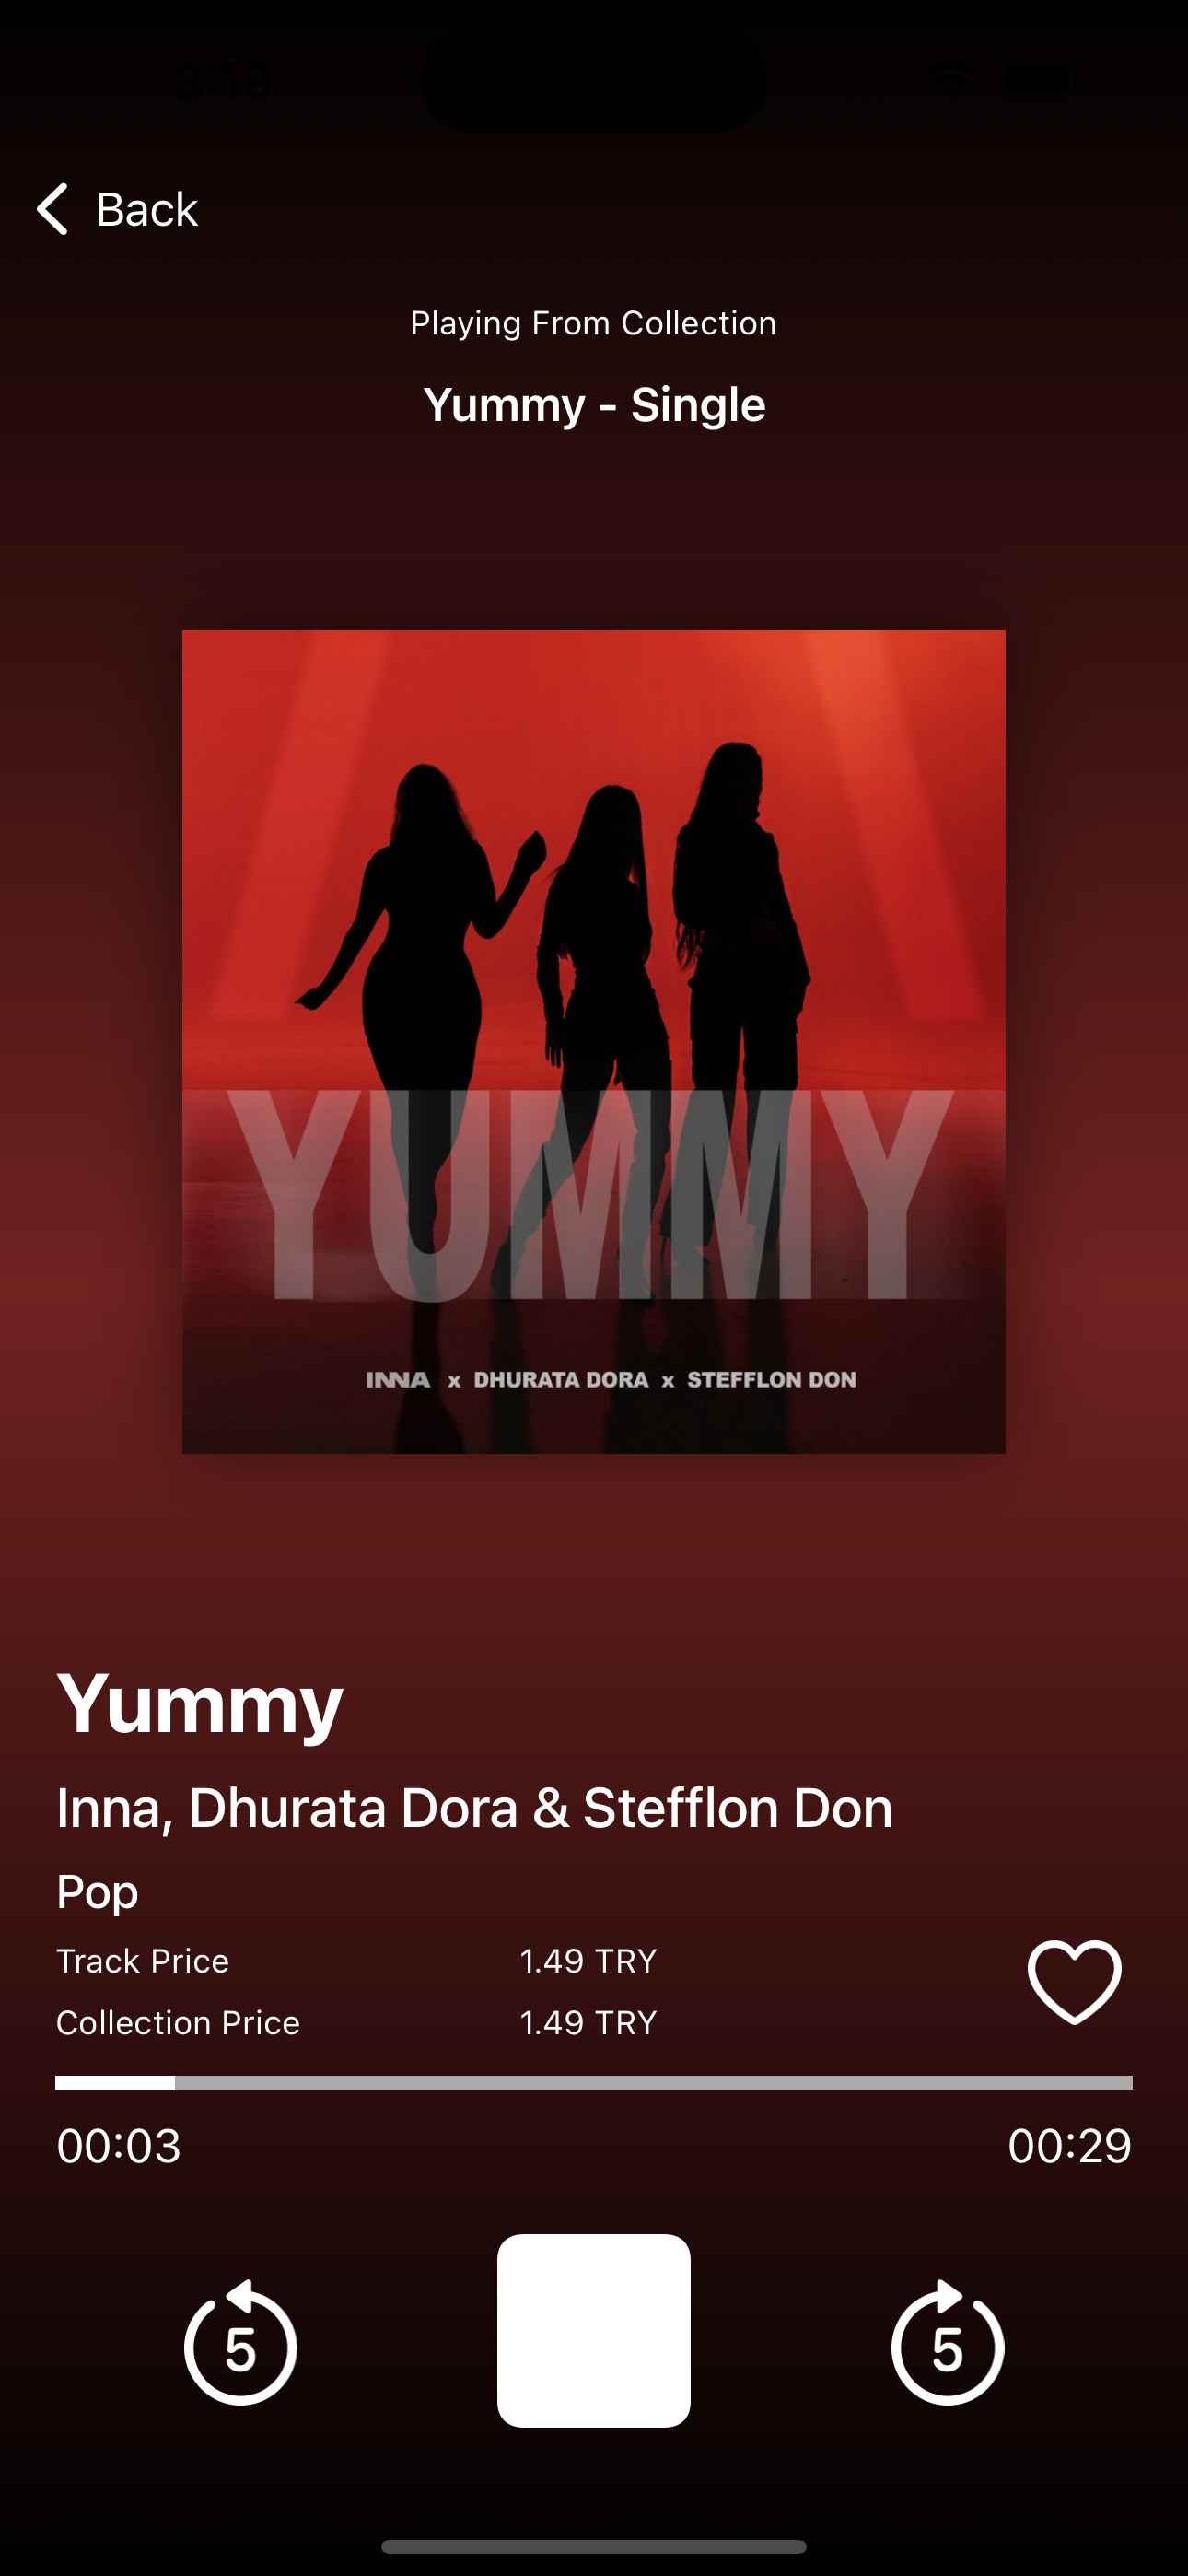 3:19
Back
Playing From Collection
Yummy - Single
YUMMY
INNA x DHURATA DORA x STEFFLON DON
Yummy
Inna, Dhurata Dora & Stefflon Don
Pop
Track Price 1.49 TRY
Collection Price 1.49 TRY
00:03 00:29
5 5